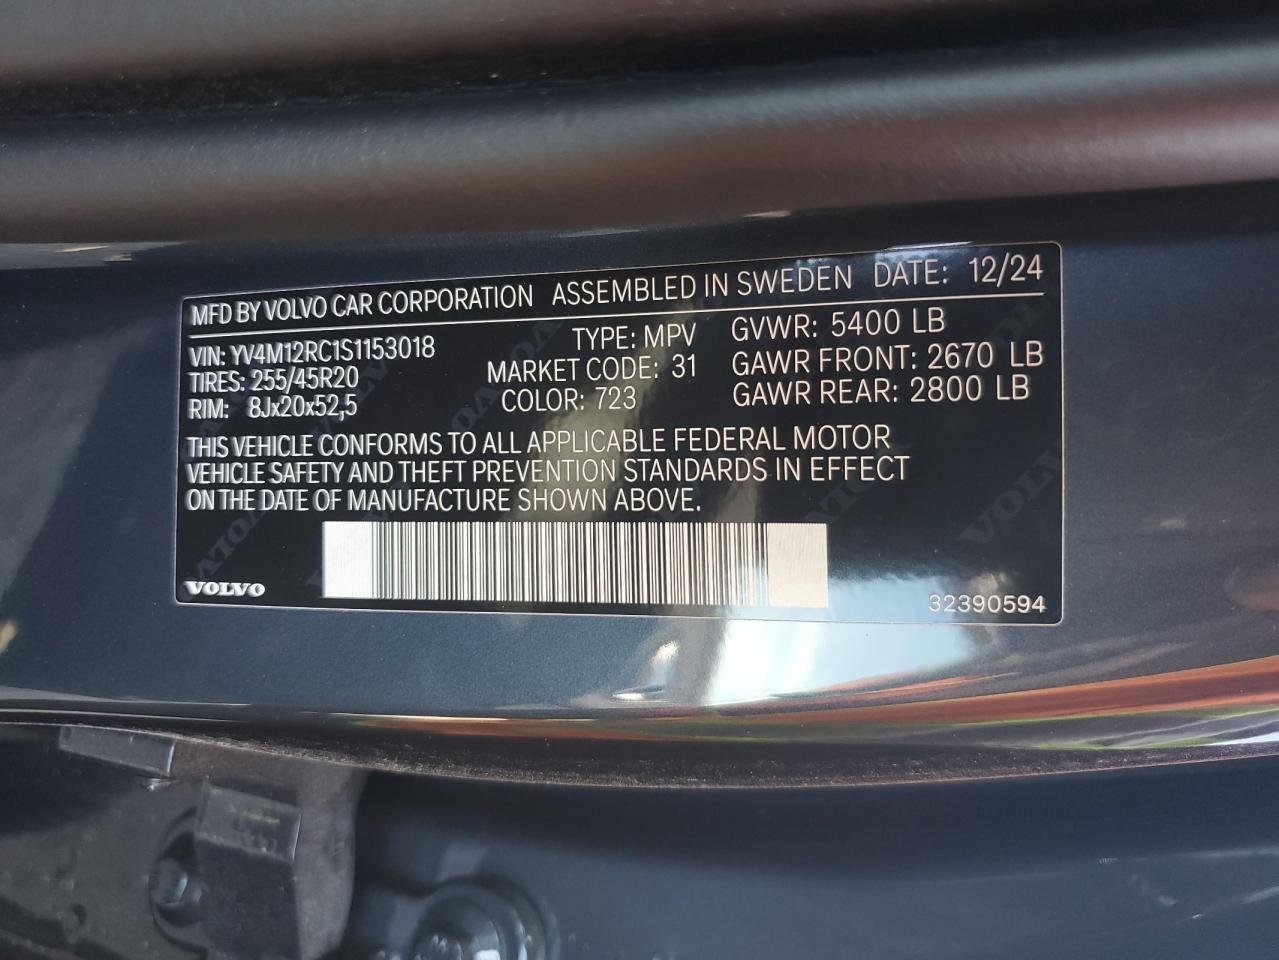 MFD BY VOLVO CAR CORPORATION ASSEMBLED IN SWEDEN DATE: 12/24
VIN: YV4M12RC1S1153018 TYPE: MPV GVWR: 5400 LB
TIRES: 255/45R20 MARKET CODE: 31 GAWR FRONT: 2670 LB
RIM: 8Jx20x52,5 COLOR: 723 GAWR REAR: 2800 LB
THIS VEHICLE CONFORMS TO ALL APPLICABLE FEDERAL MOTOR
VEHICLE SAFETY AND THEFT PREVENTION STANDARDS IN EFFECT
ON THE DATE OF MANUFACTURE SHOWN ABOVE.
VOLVO
32390594